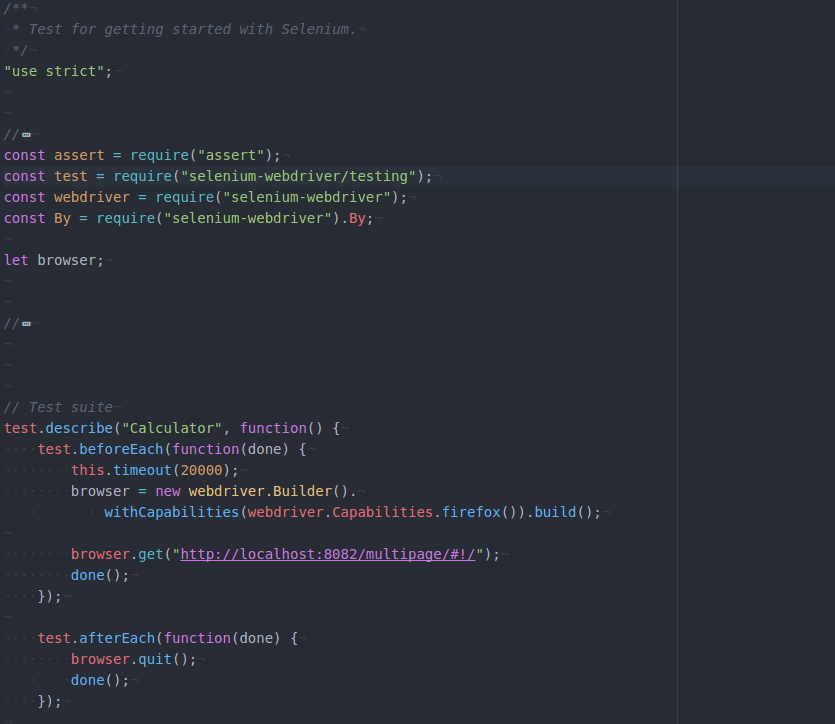 /**
 * Test for getting started with Selenium.
 */
"use strict";


//
const assert = require("assert");
const test = require("selenium-webdriver/testing");
const webdriver = require("selenium-webdriver");
const By = require("selenium-webdriver").By;

let browser;


//



// Test suite
test.describe("Calculator", function() {
    test.beforeEach(function(done) {
        this.timeout(20000);
        browser = new webdriver.Builder().
            withCapabilities(webdriver.Capabilities.firefox()).build();

        browser.get("http://localhost:8082/multipage/#!/");
        done();
    });

    test.afterEach(function(done) {
        browser.quit();
        done();
    });